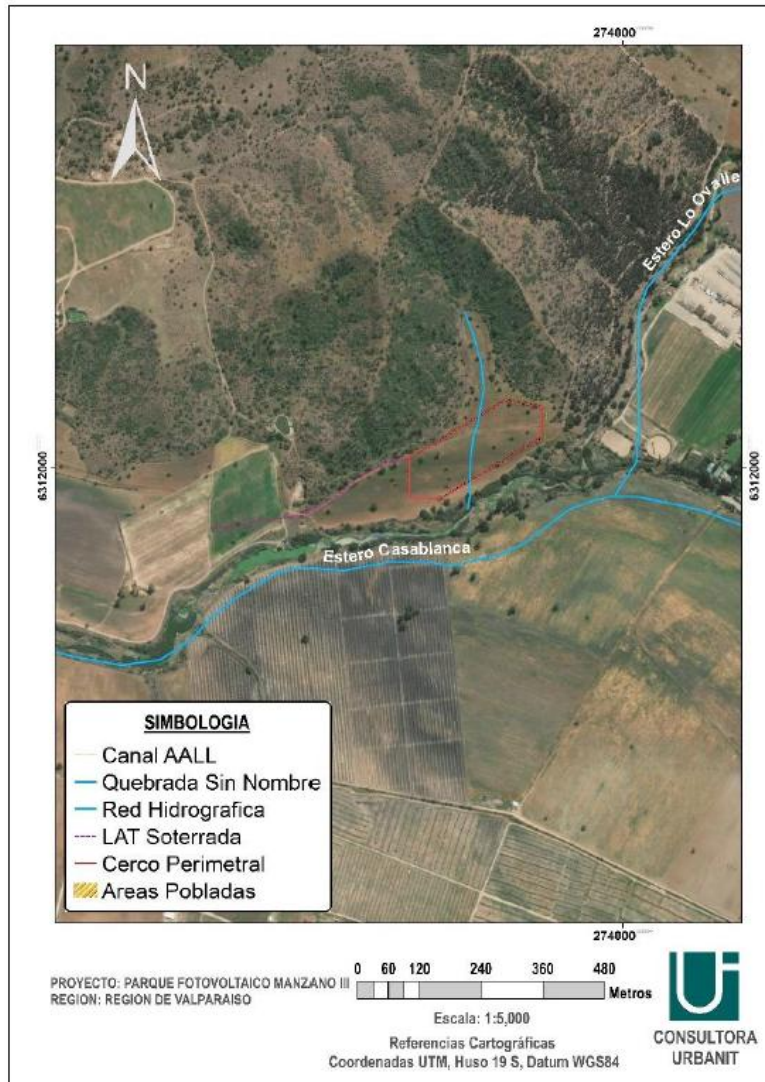 274000
N
Estero Lo Ovalle
6312000
6312000
Estero Casablanca
SIMBOLOGIA
Canal AALL
Quebrada Sin Nombre
Red Hidrografica
LAT Soterrada
Cerco Perimetral
Areas Pobladas
274000
PROYECTO: PARQUE FOTOVOLTAICO MANZANO III
REGION: REGION DE VALPARAISO
0 60 120 240 360 480
Metros
Escala: 1:5,000
Referencias Cartográficas
Coordenadas UTM, Huso 19 S, Datum WGS84
CONSULTORA
URBANIT